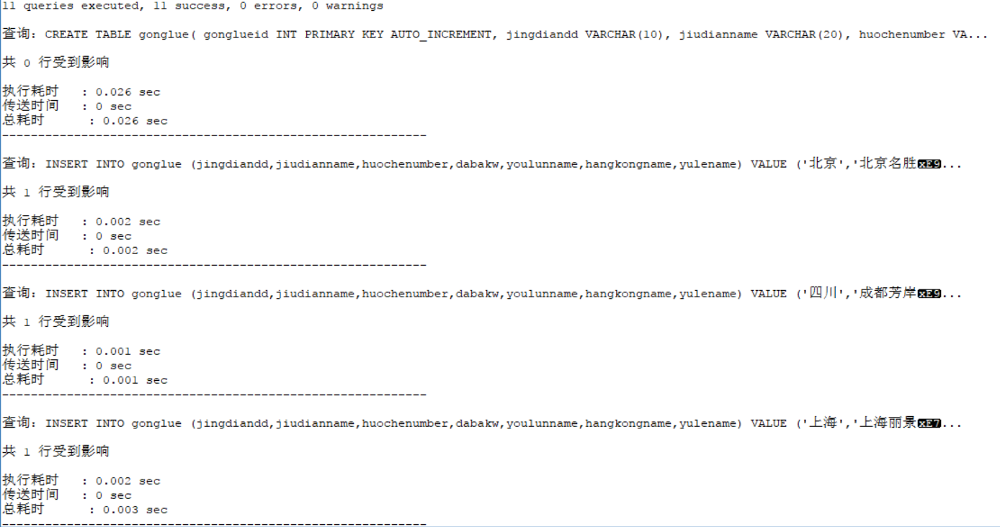 11 queries executed, 11 success, 0 errors, 0 warnings
查询：CREATE TABLE gonglue( gonglueid INT PRIMARY KEY AUTO_INCREMENT, jingdiandd VARCHAR(10), jiudianname VARCHAR(20), huochenumber VA...
共 0 行受到影响
执行耗时 : 0.026 sec
传送时间 : 0 sec
总耗时 : 0.026 sec
-----------------------------------------------------------
查询：INSERT INTO gonglue (jingdiandd,jiudianname,huochenumber,dabakw,youlunname,hangkongname,yulename) VALUE ('北京','北京名胜xE9...
共 1 行受到影响
执行耗时 : 0.002 sec
传送时间 : 0 sec
总耗时 : 0.002 sec
-----------------------------------------------------------
查询：INSERT INTO gonglue (jingdiandd,jiudianname,huochenumber,dabakw,youlunname,hangkongname,yulename) VALUE ('四川','成都芳岸xE9...
共 1 行受到影响
执行耗时 : 0.001 sec
传送时间 : 0 sec
总耗时 : 0.001 sec
-----------------------------------------------------------
查询：INSERT INTO gonglue (jingdiandd,jiudianname,huochenumber,dabakw,youlunname,hangkongname,yulename) VALUE ('上海','上海丽景xE7...
共 1 行受到影响
执行耗时 : 0.002 sec
传送时间 : 0 sec
总耗时 : 0.003 sec
-----------------------------------------------------------